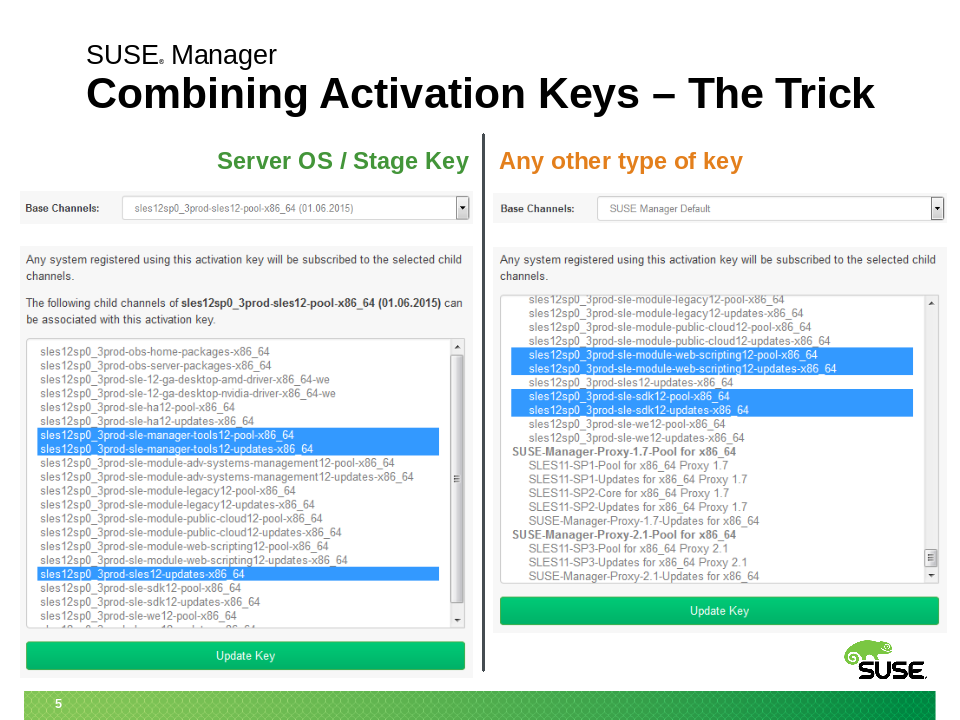 SUSE® Manager
Combining Activation Keys – The Trick
Server OS / Stage Key
Base Channels: sles12sp0_3prod-sles12-pool-x86_64 (01.06.2015)
Any system registered using this activation key will be subscribed to the selected child
channels.
The following child channels of sles12sp0_3prod-sles12-pool-x86_64 (01.06.2015) can
be associated with this activation key.
sles12sp0_3prod-obs-home-packages-x86_64
sles12sp0_3prod-obs-server-packages-x86_64
sles12sp0_3prod-sle-12-ga-desktop-amd-driver-x86_64-we
sles12sp0_3prod-sle-12-ga-desktop-nvidia-driver-x86_64-we
sles12sp0_3prod-sle-ha12-pool-x86_64
sles12sp0_3prod-sle-ha12-updates-x86_64
sles12sp0_3prod-sle-manager-tools12-pool-x86_64
sles12sp0_3prod-sle-manager-tools12-updates-x86_64
sles12sp0_3prod-sle-module-adv-systems-management12-pool-x86_64
sles12sp0_3prod-sle-module-adv-systems-management12-updates-x86_64
sles12sp0_3prod-sle-module-legacy12-pool-x86_64
sles12sp0_3prod-sle-module-legacy12-updates-x86_64
sles12sp0_3prod-sle-module-public-cloud12-pool-x86_64
sles12sp0_3prod-sle-module-public-cloud12-updates-x86_64
sles12sp0_3prod-sle-module-web-scripting12-pool-x86_64
sles12sp0_3prod-sle-module-web-scripting12-updates-x86_64
sles12sp0_3prod-sles12-updates-x86_64
sles12sp0_3prod-sle-sdk12-pool-x86_64
sles12sp0_3prod-sle-sdk12-updates-x86_64
sles12sp0_3prod-sle-we12-pool-x86_64
Update Key
Any other type of key
Base Channels: SUSE Manager Default
Any system registered using this activation key will be subscribed to the selected child
channels.
sles12sp0_3prod-sle-module-legacy12-pool-x86_64
sles12sp0_3prod-sle-module-legacy12-updates-x86_64
sles12sp0_3prod-sle-module-public-cloud12-pool-x86_64
sles12sp0_3prod-sle-module-public-cloud12-updates-x86_64
sles12sp0_3prod-sle-module-web-scripting12-pool-x86_64
sles12sp0_3prod-sle-module-web-scripting12-updates-x86_64
sles12sp0_3prod-sles12-updates-x86_64
sles12sp0_3prod-sle-sdk12-pool-x86_64
sles12sp0_3prod-sle-sdk12-updates-x86_64
sles12sp0_3prod-sle-we12-pool-x86_64
sles12sp0_3prod-sle-we12-updates-x86_64
SUSE-Manager-Proxy-1.7-Pool for x86_64
SLES11-SP1-Pool for x86_64 Proxy 1.7
SLES11-SP1-Updates for x86_64 Proxy 1.7
SLES11-SP2-Core for x86_64 Proxy 1.7
SLES11-SP2-Updates for x86_64 Proxy 1.7
SUSE-Manager-Proxy-1.7-Updates for x86_64
SUSE-Manager-Proxy-2.1-Pool for x86_64
SLES11-SP3-Pool for x86_64 Proxy 2.1
SLES11-SP3-Updates for x86_64 Proxy 2.1
SUSE-Manager-Proxy-2.1-Updates for x86_64
Update Key
SUSE
5